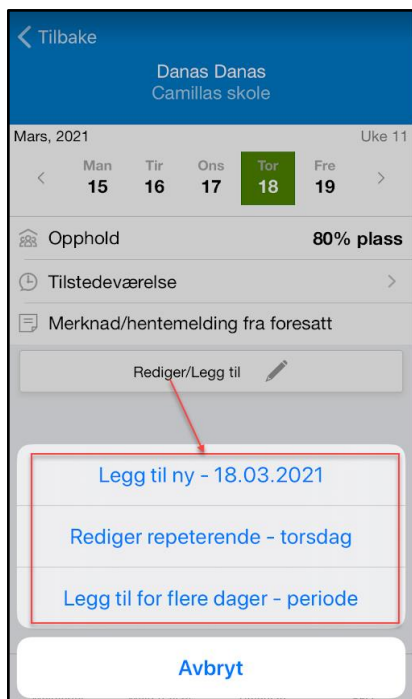 Tilbake
Danas Danas
Camillas skole
Mars, 2021 Uke 11
Man Tir Ons Tor Fre
15 16 17 18 19
Opphold 80% plass
Tilstedeværelse
Merknad/hentemelding fra foresatt
Rediger/Legg til
Legg til ny - 18.03.2021
Rediger repeterende - torsdag
Legg til for flere dager - periode
Avbryt